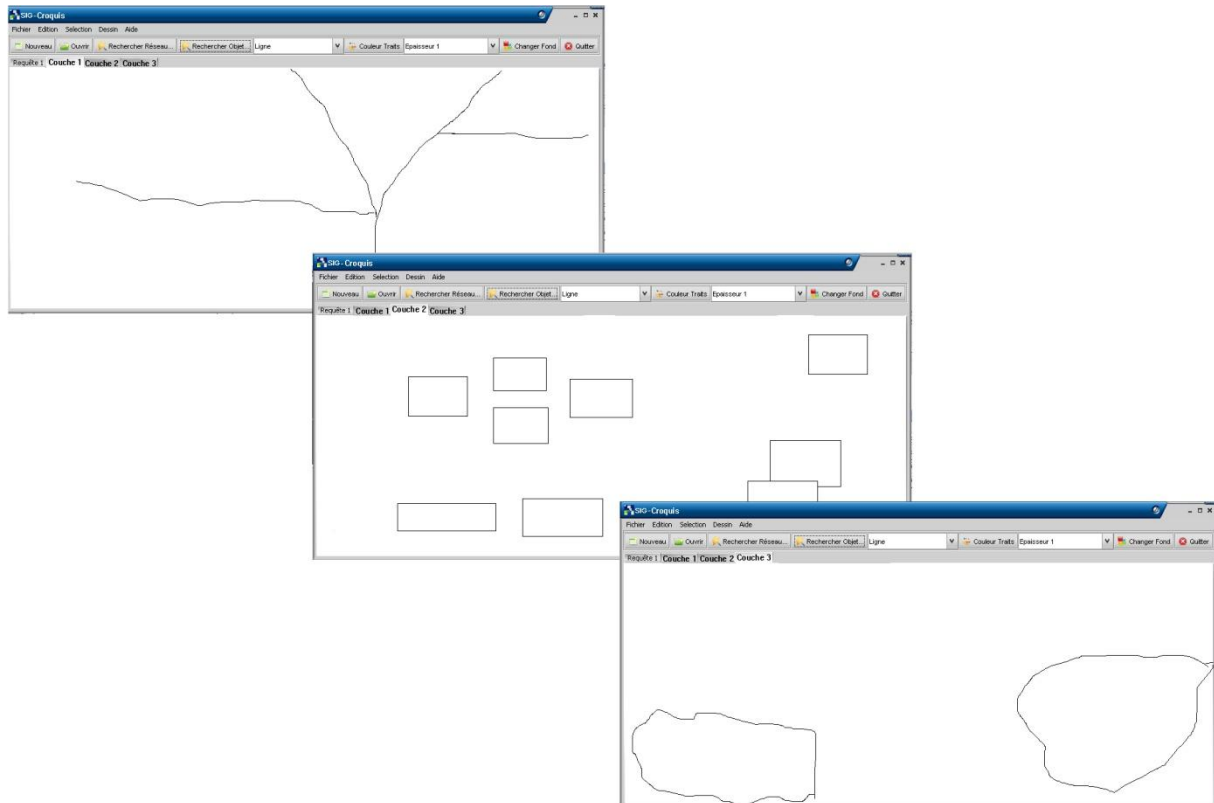 SIG-Croquis
Fichier Edition Selection Dessin Aide
Nouveau Ouvrir Rechercher Réseau... Rechercher Objet... Ligne Couleur Traits Epaisseur 1 Changer Fond Quitter
Requête 1 Couche 1 Couche 2 Couche 3
SIG-Croquis
Fichier Edition Selection Dessin Aide
Nouveau Ouvrir Rechercher Réseau... Rechercher Objet... Ligne Couleur Traits Epaisseur 1 Changer Fond Quitter
Requête 1 Couche 1 Couche 2 Couche 3
SIG-Croquis
Fichier Edition Selection Dessin Aide
Nouveau Ouvrir Rechercher Réseau... Rechercher Objet... Ligne Couleur Traits Epaisseur 1 Changer Fond Quitter
Requête 1 Couche 1 Couche 2 Couche 3